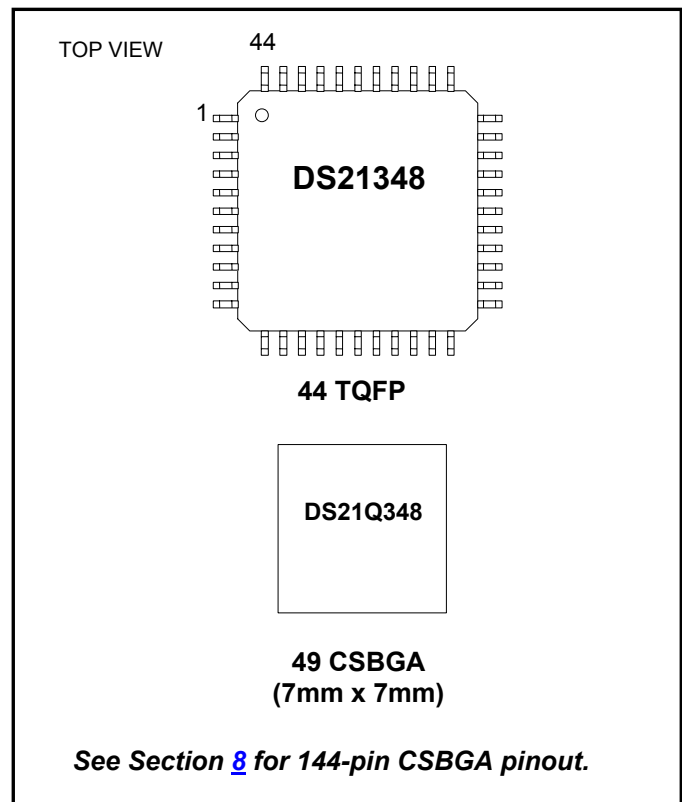 TOP VIEW
44
1
DS21348
44 TQFP
DS21Q348
49 CSBGA
(7mm x 7mm)
See Section 8 for 144-pin CSBGA pinout.